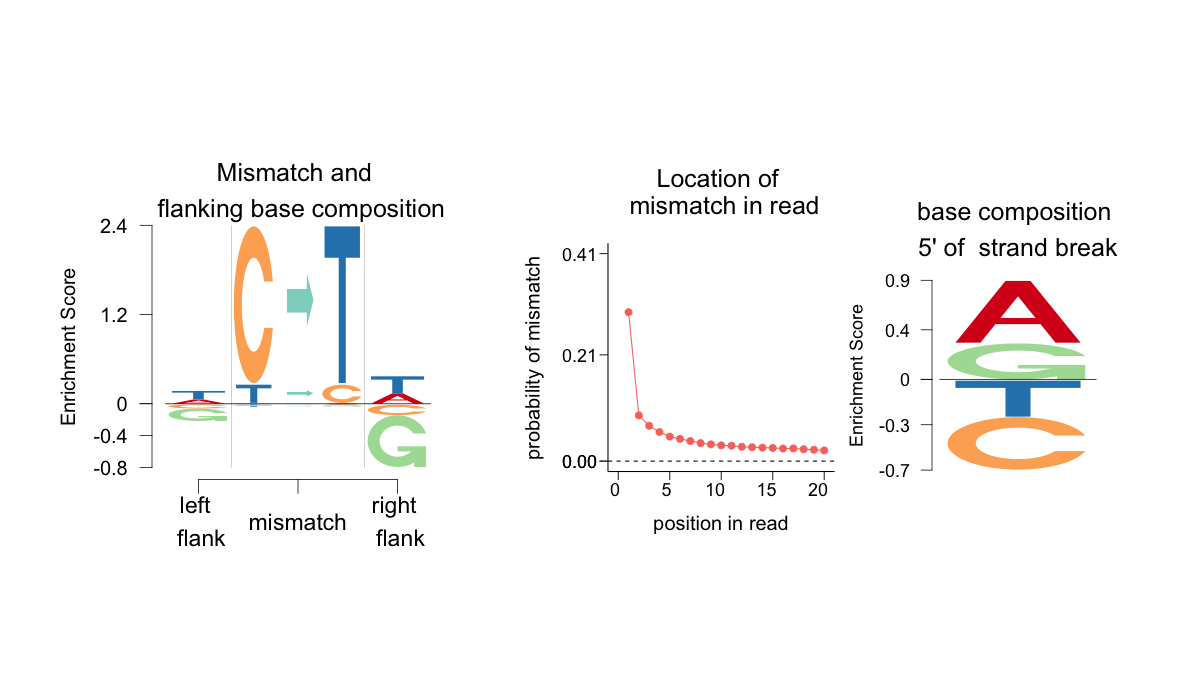 Mismatch and
flanking base composition
Enrichment Score
2.4
1.2
0
-0.4
-0.8
T
A
C
G
C
T
T
C
T
A
C
G
left
flank
mismatch
right
flank
Location of
mismatch in read
probability of mismatch
0.41
0.21
0.00
0
5
10
15
20
position in read
base composition
5' of strand break
Enrichment Score
0.9
0.4
0
-0.3
-0.7
A
G
T
C